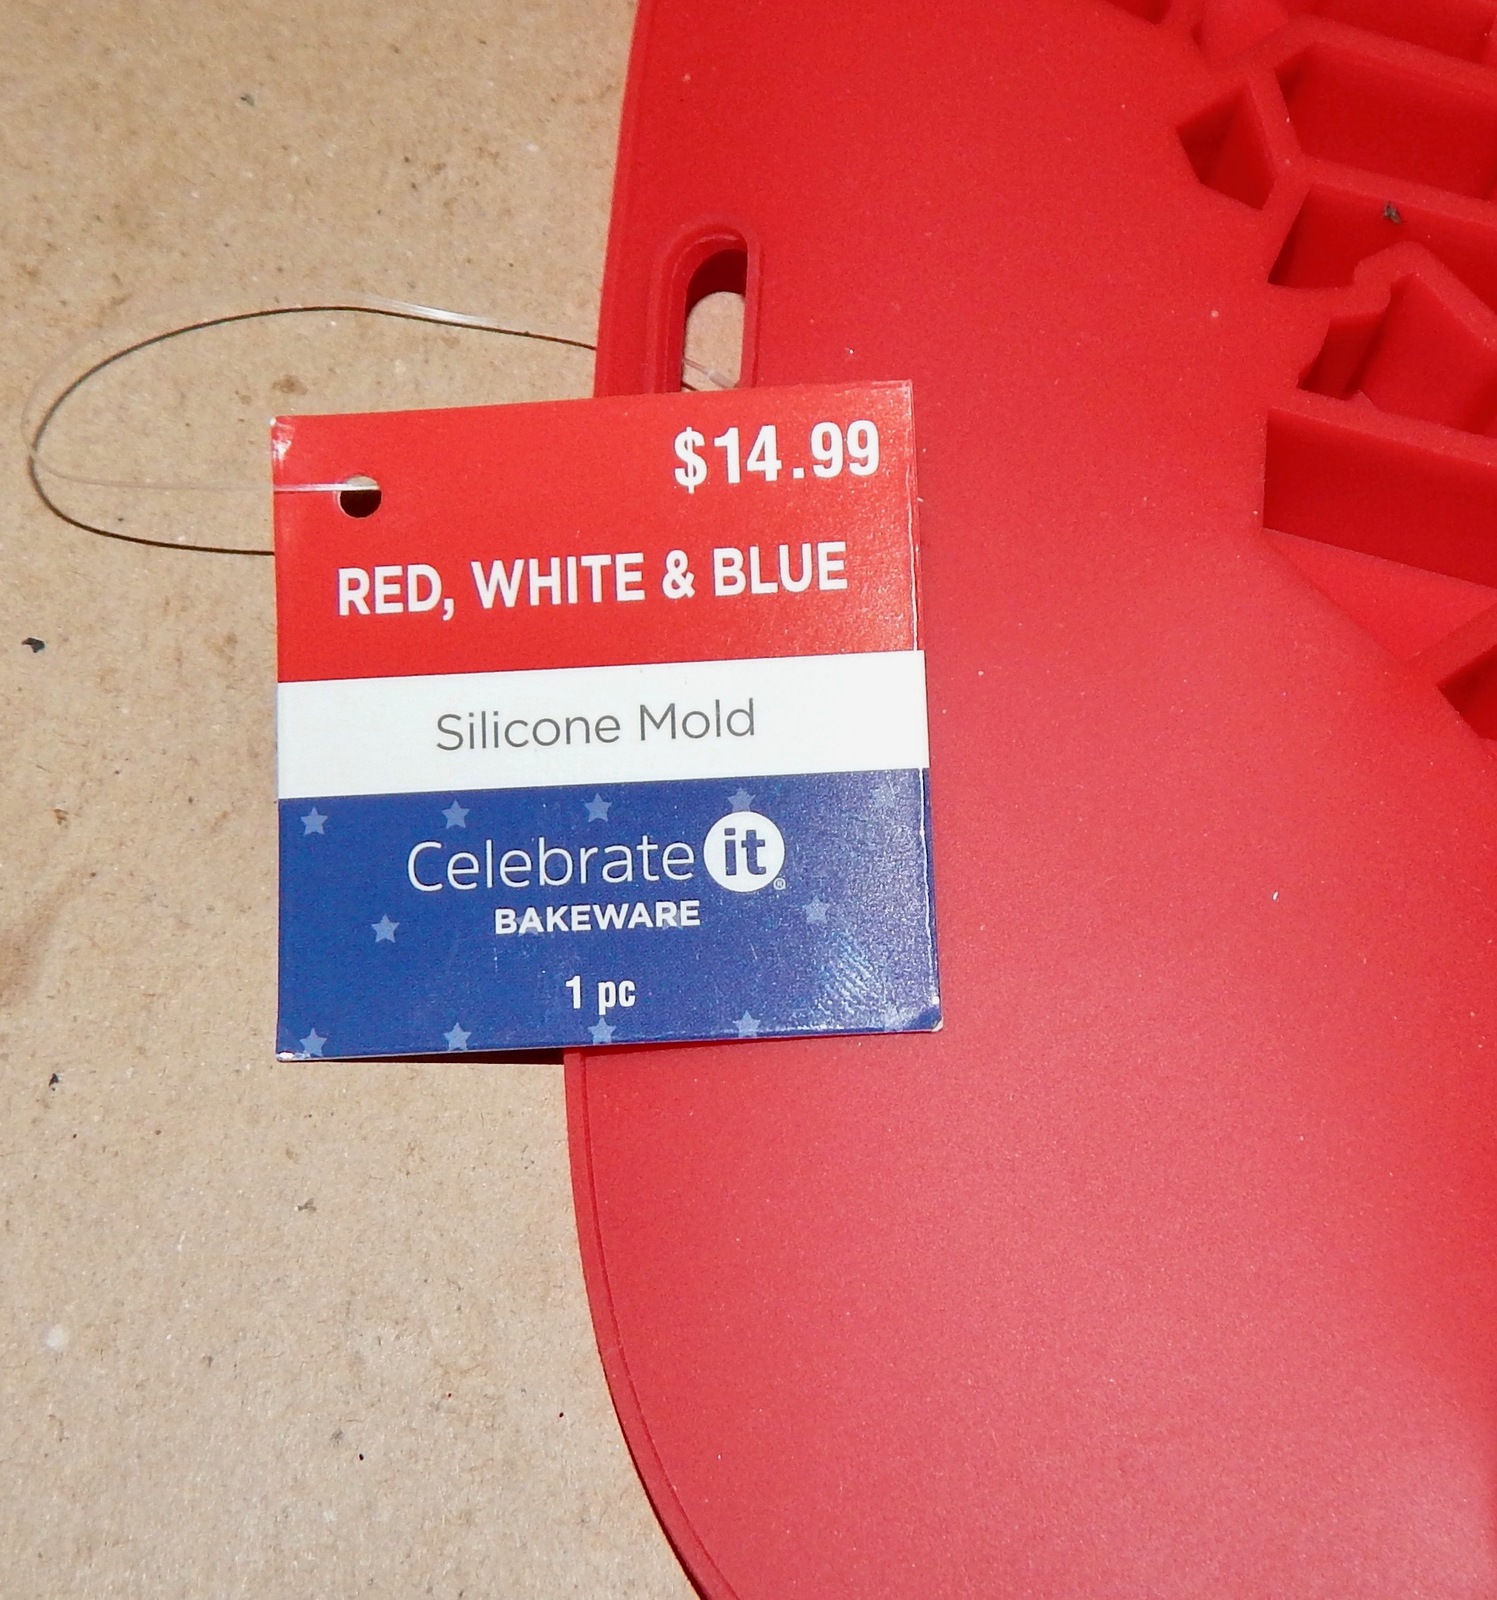 $14.99
RED, WHITE & BLUE
Silicone Mold
Celebrate it®
BAKEWARE
1 pc